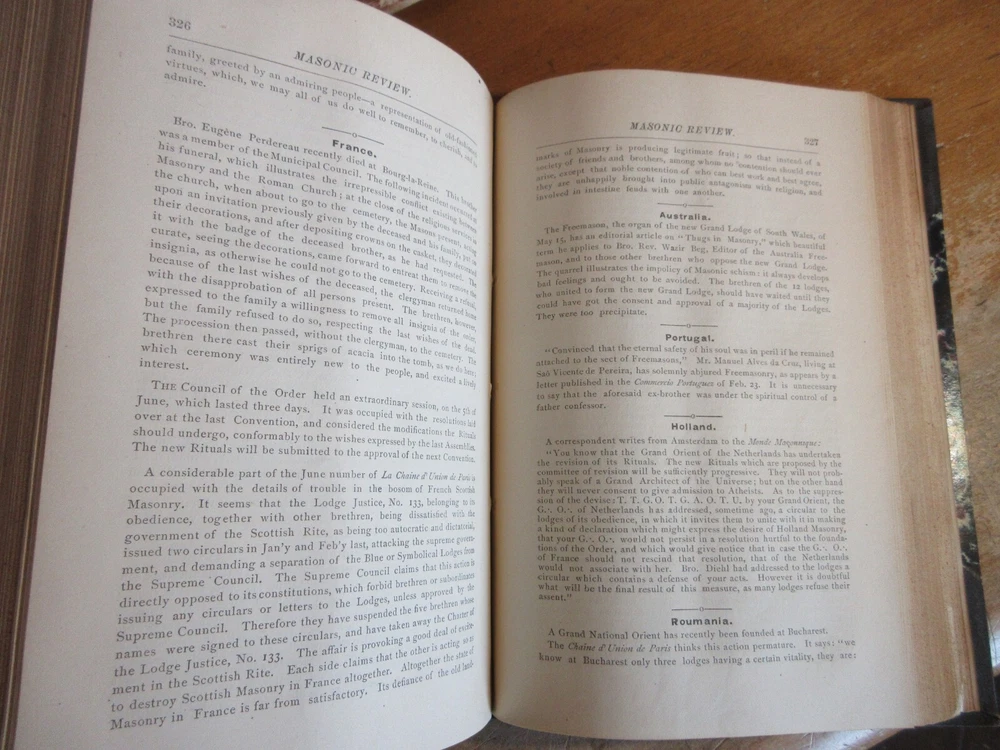 326
MASONIC REVIEW.
family, greeted by an admiring people—a representation of old-fashioned
virtues, which, we may all of us do well to remember, to cherish, and to
admire.
France.
Bro. Eugène Perdereau recently died at Bourg-la-Reine. This brother
was a member of the Municipal Council. The following incident occurred at
his funeral, which illustrates the irrepressible conflict existing between
Masonry and the Roman Church; at the close of the religious services at
the church, when about to go to the cemetery, the Masons present, acting
upon an invitation previously given by the deceased and his family, put on
their decorations, and after depositing crowns on the casket, they decorated
it with the badge of the deceased brother, as he had requested. The
curate, seeing the decorations, came forward to entreat them to remove the
insignia, as otherwise he could not go to the cemetery. Receiving a refusal,
because of the last wishes of the deceased, the clergyman returned home
with the disapprobation of all persons present. The brethren, however,
expressed to the family a willingness to remove all insignia of the order,
but the family refused to do so, respecting the last wishes of the dead.
The procession then passed, without the clergyman, to the cemetery. The
brethren there cast their sprigs of acacia into the tomb, as we do here;
which ceremony was entirely new to the people, and excited a lively
interest.
THE Council of the Order held an extraordinary session, on the 5th of
June, which lasted three days. It was occupied with the resolutions laid
over at the last Convention, and considered the modifications the Rituals
should undergo, conformably to the wishes expressed by the last Assemblies.
The new Rituals will be submitted to the approval of the next Convention.
A considerable part of the June number of La Chaine d'Union de Paris is
occupied with the details of trouble in the bosom of French Scottish
Masonry. It seems that the Lodge Justice, No. 133, belonging to its
obedience, together with other brethren, being dissatisfied with the
government of the Scottish Rite, as being too autocratic and dictatorial,
issued two circulars in Jan'y and Feb'y last, attacking the supreme govern-
ment, and demanding a separation of the Blue or Symbolical Lodges from
the Supreme Council. The Supreme Council claims that this action is
directly opposed to its constitutions, which forbid brethren or subordinates
issuing any circulars or letters to the Lodges, unless approved by the
Supreme Council. Therefore they have suspended the five brethren whose
names were signed to these circulars, and have taken away the Charter of
the Lodge Justice, No. 133. The affair is provoking a good deal of excite-
ment in the Scottish Rite. Each side claims that the other is acting so as
to destroy Scottish Masonry in France altogether. Altogether the state of
Masonry in France is far from satisfactory. Its defiance of the old land-
MASONIC REVIEW.
327
marks of Masonry is producing legitimate fruit; so that instead of a
society of friends and brothers, among whom no contention should ever
arise, except that noble contention of who can best work and best agree,
they are unhappily brought into public antagonism with religion, and
involved in intestine feuds with one another.
Australia.
The Freemason, the organ of the new Grand Lodge of South Wales, of
May 15, has an editorial article on "Thugs in Masonry," which beautiful
term he applies to Bro. Rev. Wazir Beg, Editor of the Australia Free-
mason, and to those other brethren who oppose the new Grand Lodge.
The quarrel illustrates the impolicy of Masonic schism: it always develops
bad feelings and ought to be avoided. The brethren of the 12 lodges,
who united to form the new Grand Lodge, should have waited until they
could have got the consent and approval of a majority of the Lodges.
They were too precipitate.
Portugal.
"Convinced that the eternal safety of his soul was in peril if he remained
attached to the sect of Freemasons," Mr. Manuel Alves da Cruz, living at
Saõ Vicente de Pereira, has solemnly abjured Freemasonry, as appears by a
letter published in the Commercio Portuguez of Feb. 23. It is unnecessary
to say that the aforesaid ex-brother was under the spiritual control of a
father confessor.
Holland.
A correspondent writes from Amsterdam to the Monde Maçonnique:
"You know that the Grand Orient of the Netherlands has undertaken
the revision of its Rituals. The new Rituals which are proposed by the
committee of revision will be sufficiently progressive. They will not prob-
ably speak of a Grand Architect of the Universe; but on the other hand
they will never consent to give admission to Atheists. As to the suppres-
sion of the devise: T. T. G. O. T. G. A. O. T. U., by your Grand Orient, the
G.·. O.·. of Netherlands has addressed, sometime ago, a circular to the
lodges of its obedience, in which it invites them to unite with it in making
a kind of declaration which might express the desire of Holland Masonry,
that your G.·. O.·. would not persist in a resolution hurtful to the founda-
tions of the Order, and which would give notice that in case the G.·. O.·.
of France should not rescind that resolution, that of the Netherlands
would not associate with her. Bro. Diehl had addressed to the lodges a
circular which contains a defense of your acts. However it is doubtful
what will be the final result of this measure, as many lodges refuse their
assent."
Roumania.
A Grand National Orient has recently been founded at Bucharest.
The Chaine d'Union de Paris thinks this action permature. It says: "we
know at Bucharest only three lodges having a certain vitality, they are: